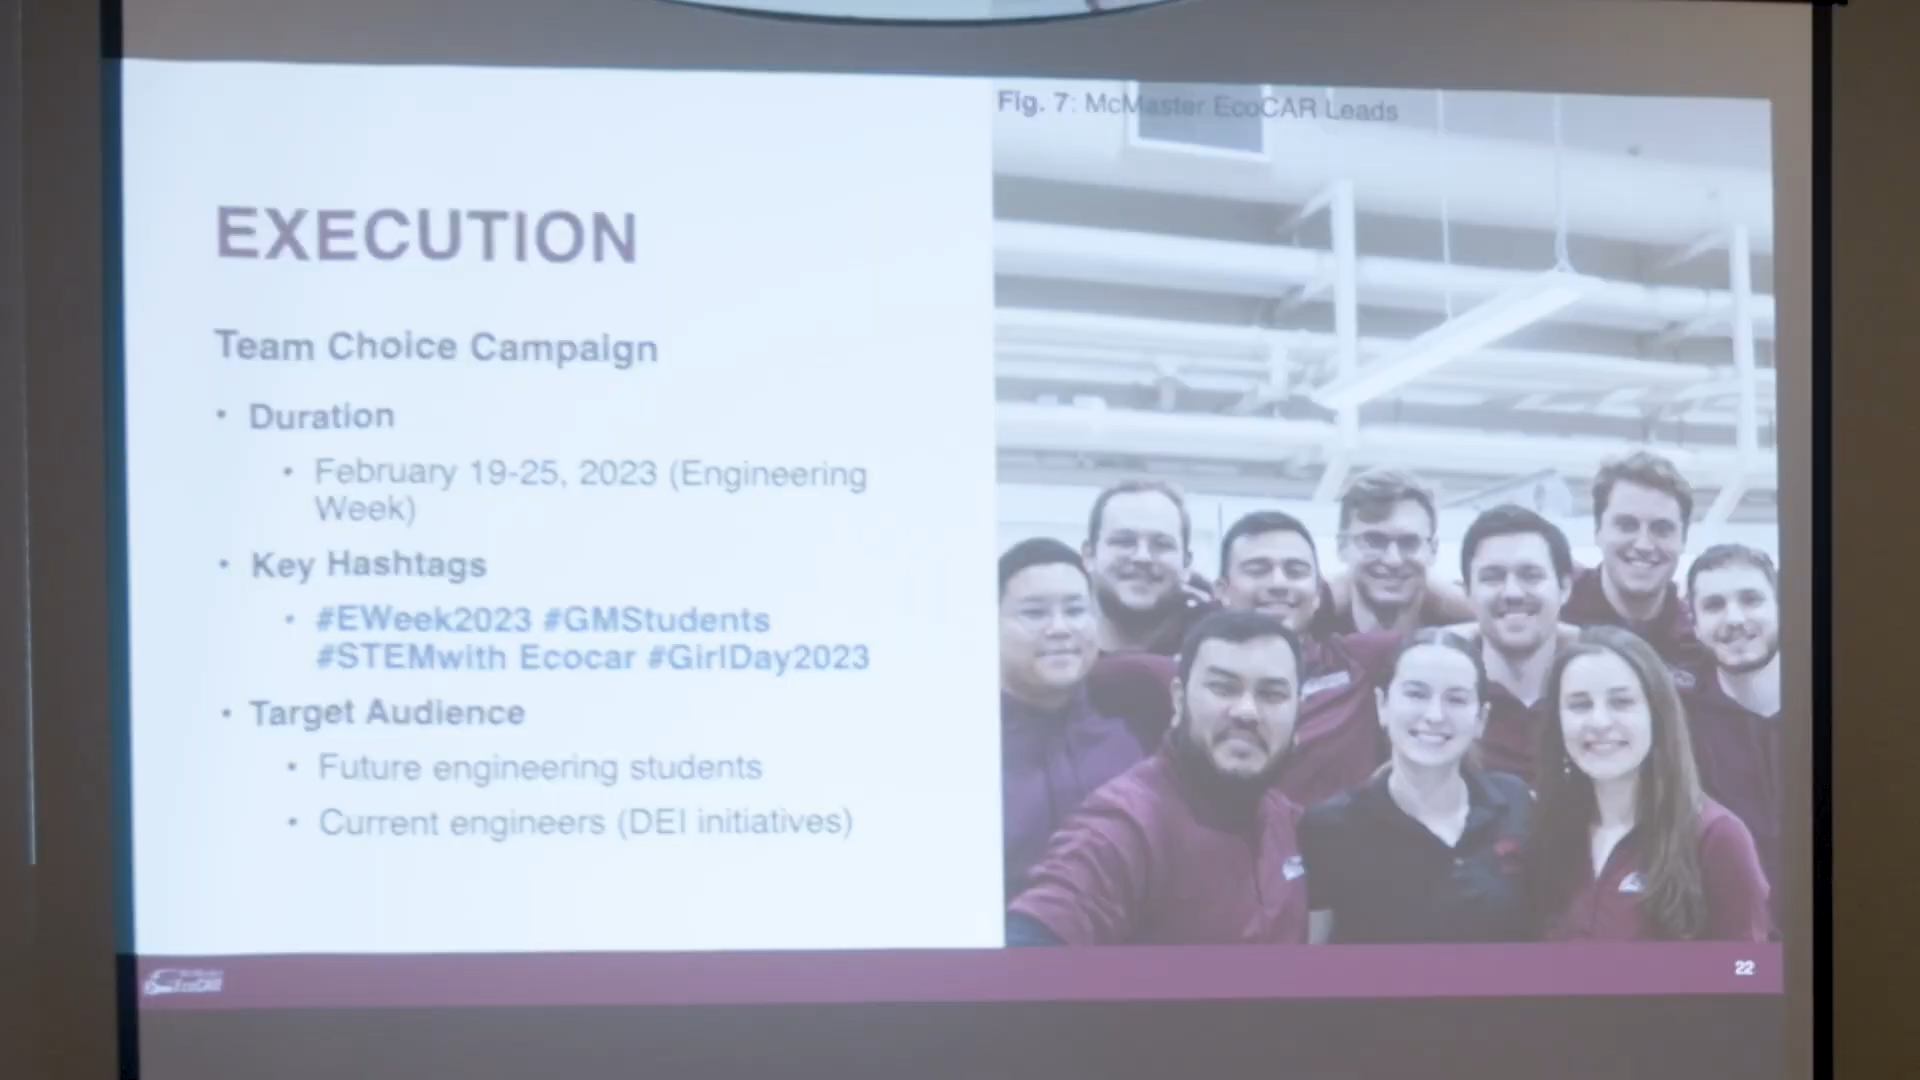 Fig. 7: McMaster EcoCAR Leads
EXECUTION
Team Choice Campaign
• Duration
• February 19-25, 2023 (Engineering
Week)
• Key Hashtags
• #EWeek2023 #GMStudents
#STEMwith Ecocar #GirlDay2023
• Target Audience
• Future engineering students
• Current engineers (DEI initiatives)
EcoCAR
22